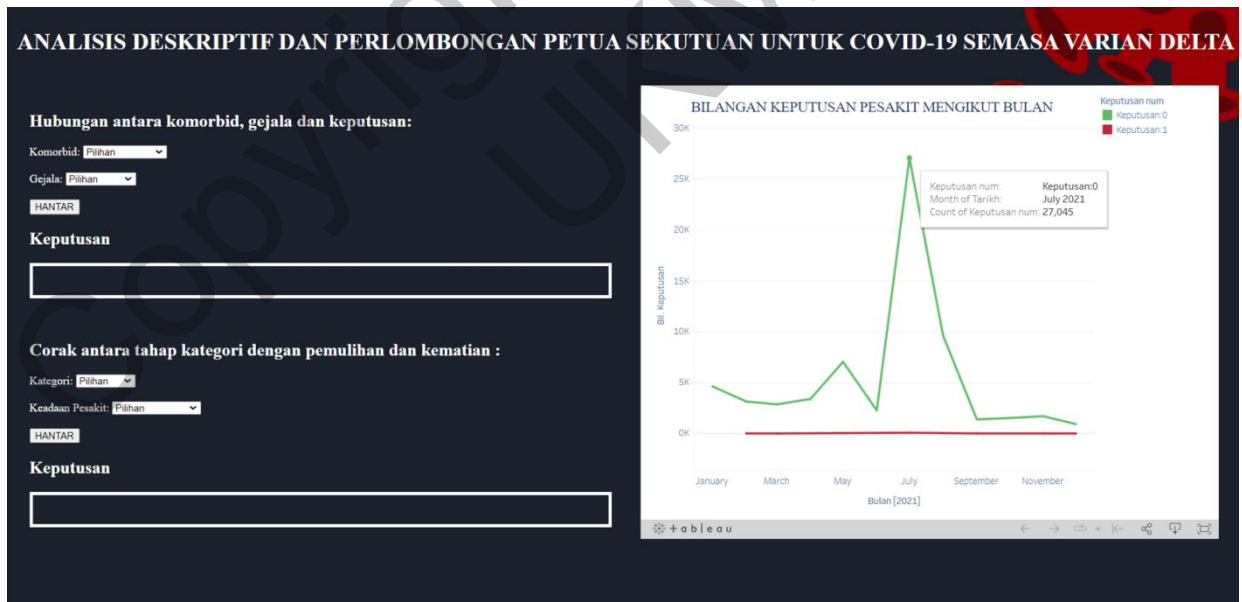 ANALISIS DESKRIPTIF DAN PERLOMBONGAN PETUA SEKUTUAN UNTUK COVID-19 SEMASA VARIAN DELTA
Hubungan antara komorbid, gejala dan keputusan:
Komorbid: Pilihan
Gejala: Pilihan
HANTAR
Keputusan
Corak antara tahap kategori dengan pemulihan dan kematian :
Kategori: Pilihan
Keadaan Pesakit: Pilihan
HANTAR
Keputusan
BILANGAN KEPUTUSAN PESAKIT MENGIKUT BULAN
Keputusan num
Keputusan:0
Keputusan:1
30K
25K
20K
15K
10K
5K
0K
Bil. Keputusan
Keputusan num: Keputusan:0
Month of Tarikh: July 2021
Count of Keputusan num: 27,045
January March May July September November
Bulan [2021]
+ableau
Copyright
UKM